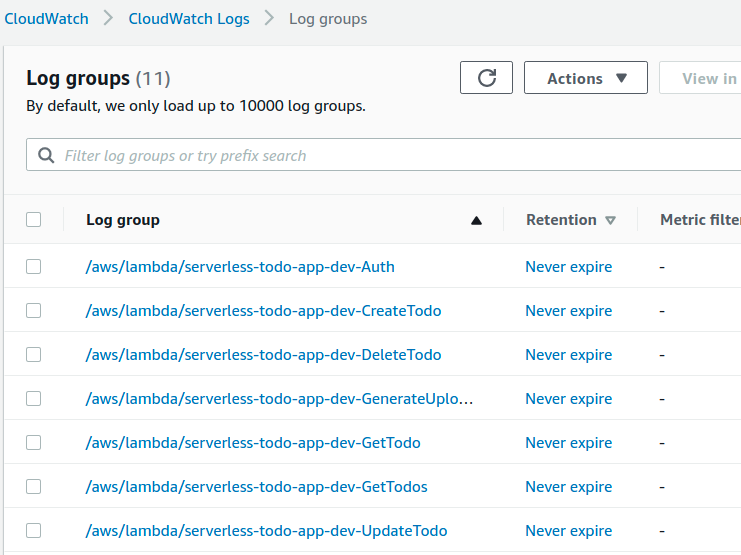 CloudWatch > CloudWatch Logs > Log groups
Log groups (11)
Actions ▼
View in
By default, we only load up to 10000 log groups.
Filter log groups or try prefix search
Log group ▲ Retention ▽ Metric filter
/aws/lambda/serverless-todo-app-dev-Auth Never expire -
/aws/lambda/serverless-todo-app-dev-CreateTodo Never expire -
/aws/lambda/serverless-todo-app-dev-DeleteTodo Never expire -
/aws/lambda/serverless-todo-app-dev-GenerateUplo... Never expire -
/aws/lambda/serverless-todo-app-dev-GetTodo Never expire -
/aws/lambda/serverless-todo-app-dev-GetTodos Never expire -
/aws/lambda/serverless-todo-app-dev-UpdateTodo Never expire -